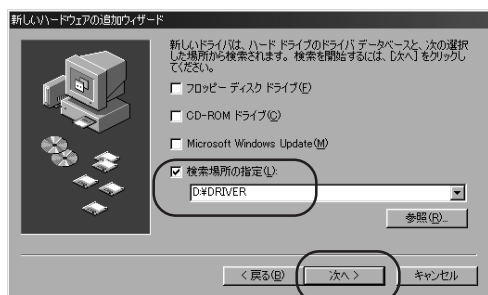 新しいハードウェアの追加ウィザード
新しいドライバは、ハード ドライブのドライバ データベースと、次の選択
した場所から検索されます。検索を開始するには、[次へ] をクリックし
てください。
フロッピー ディスク ドライブ(F)
CD-ROM ドライブ(C)
Microsoft Windows Update(M)
検索場所の指定(L):
D:¥DRIVER
参照(R)...
< 戻る(B)
次へ >
キャンセル